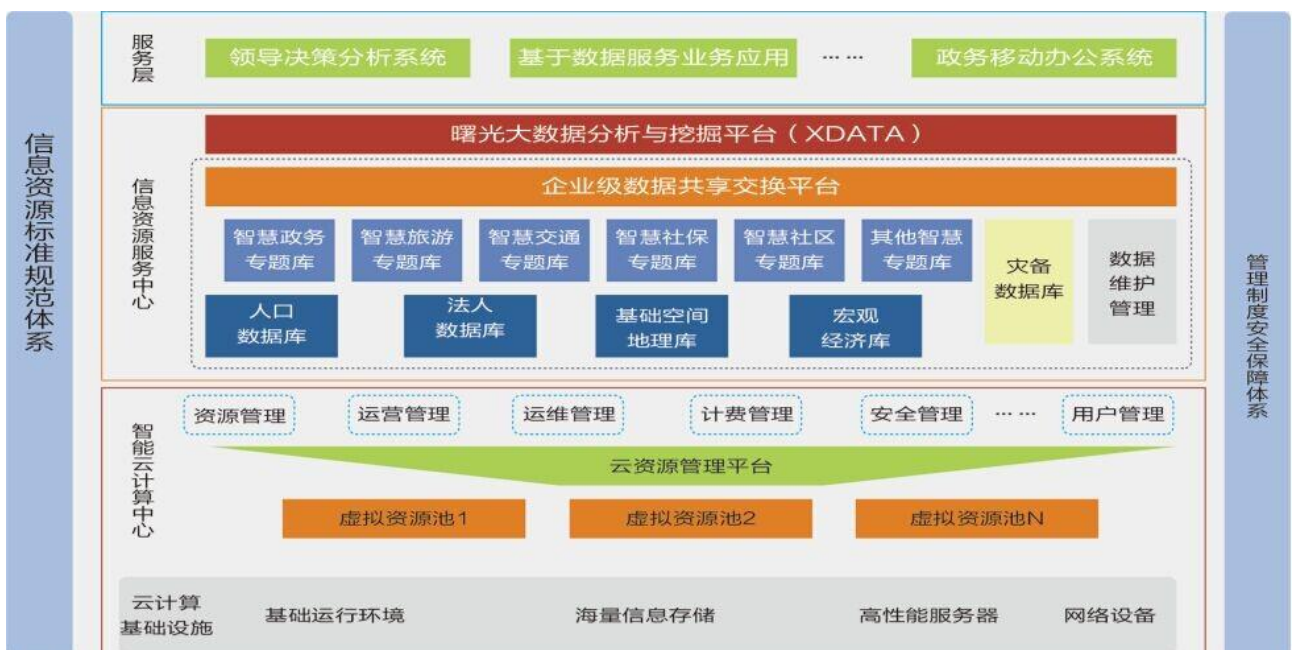 信息资源标准规范体系
服务层
领导决策分析系统
基于数据服务业务应用
……
政务移动办公系统
信息资源服务中心
曙光大数据分析与挖掘平台（XDATA）
企业级数据共享交换平台
智慧政务
专题库
智慧旅游
专题库
智慧交通
专题库
智慧社保
专题库
智慧社区
专题库
其他智慧
专题库
灾备
数据库
数据
维护
管理
人口
数据库
法人
数据库
基础空间
地理库
宏观
经济库
智能云计算中心
资源管理
运营管理
运维管理
计费管理
安全管理
……
用户管理
云资源管理平台
虚拟资源池1
虚拟资源池2
虚拟资源池N
云计算
基础设施
基础运行环境
海量信息存储
高性能服务器
网络设备
管理制度安全保障体系